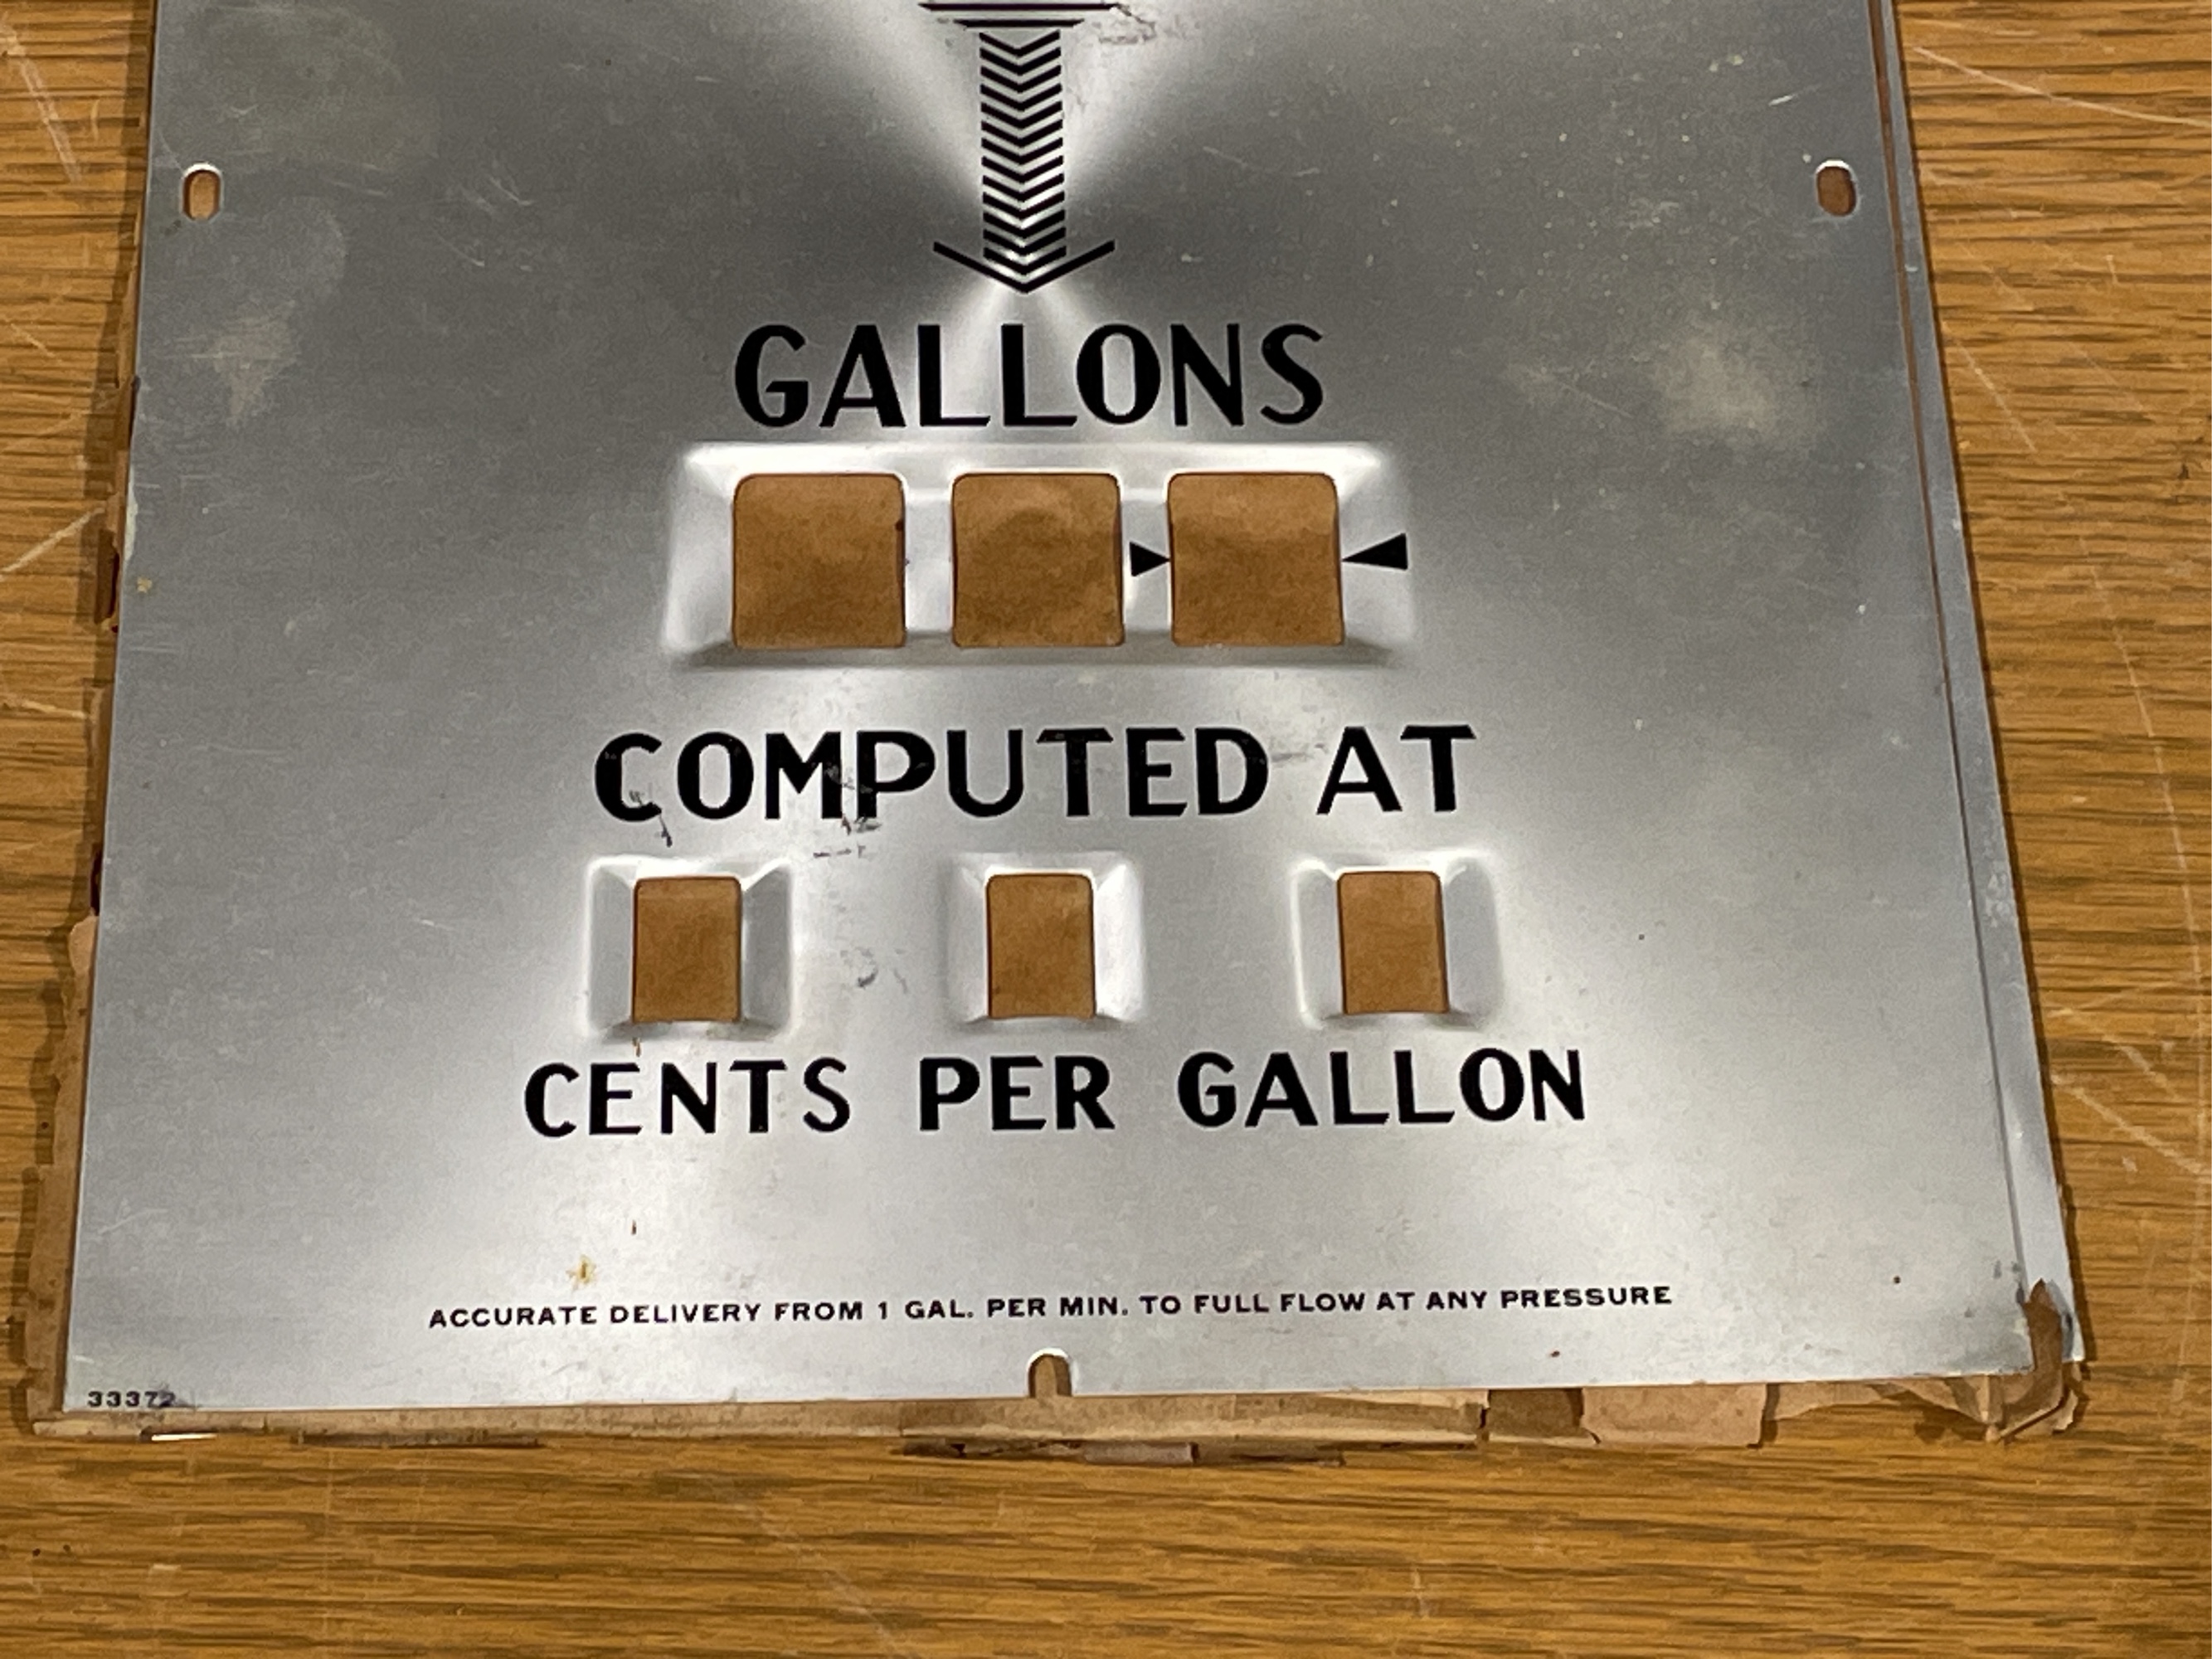 GALLONS
COMPUTED AT
CENTS PER GALLON
ACCURATE DELIVERY FROM 1 GAL. PER MIN. TO FULL FLOW AT ANY PRESSURE
33372